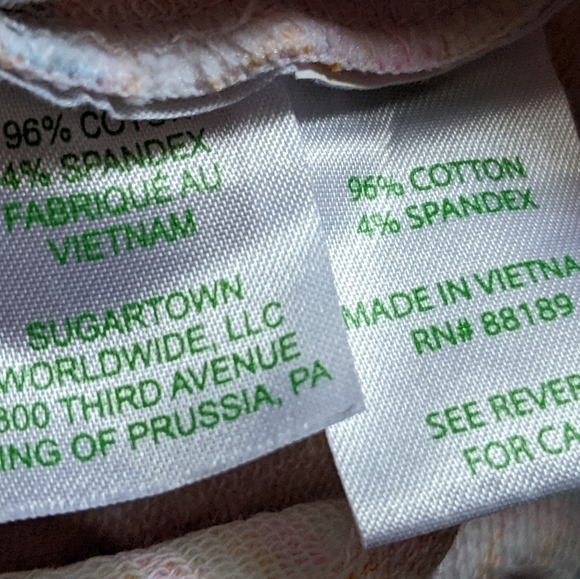 96% COTTON
4% SPANDEX
FABRIQUÉ AU
VIETNAM
SUGARTOWN
WORLDWIDE, LLC
800 THIRD AVENUE
ING OF PRUSSIA, PA
96% COTTON
4% SPANDEX
MADE IN VIETNA
RN# 88189
SEE REVER
FOR CA